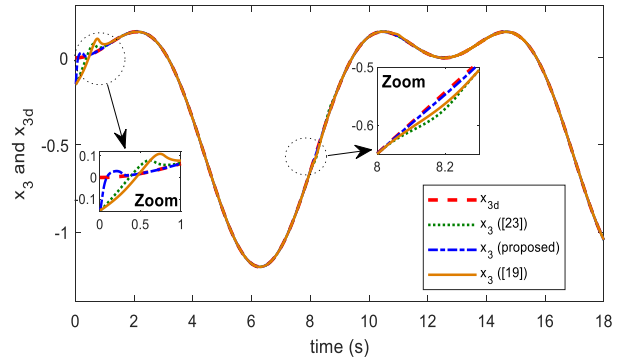 0
-0.5
-1
x3 and x3d
0 2 4 6 8 10 12 14 16 18
time (s)
0.1
0
-0.1
0 0.5 1
Zoom
-0.5
-0.6
8 8.2
Zoom
x3d
x3 ([23])
x3 (proposed)
x3 ([19])